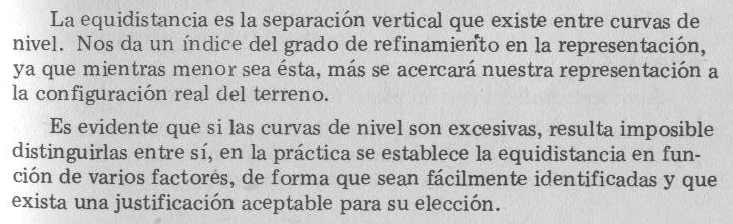 La equidistancia es la separación vertical que existe entre curvas de
nivel. Nos da un índice del grado de refinamiento en la representación,
ya que mientras menor sea ésta, más se acercará nuestra representación a
la configuración real del terreno.
Es evidente que si las curvas de nivel son excesivas, resulta imposible
distinguirlas entre sí, en la práctica se establece la equidistancia en fun-
ción de varios factores, de forma que sean fácilmente identificadas y que
exista una justificación aceptable para su elección.